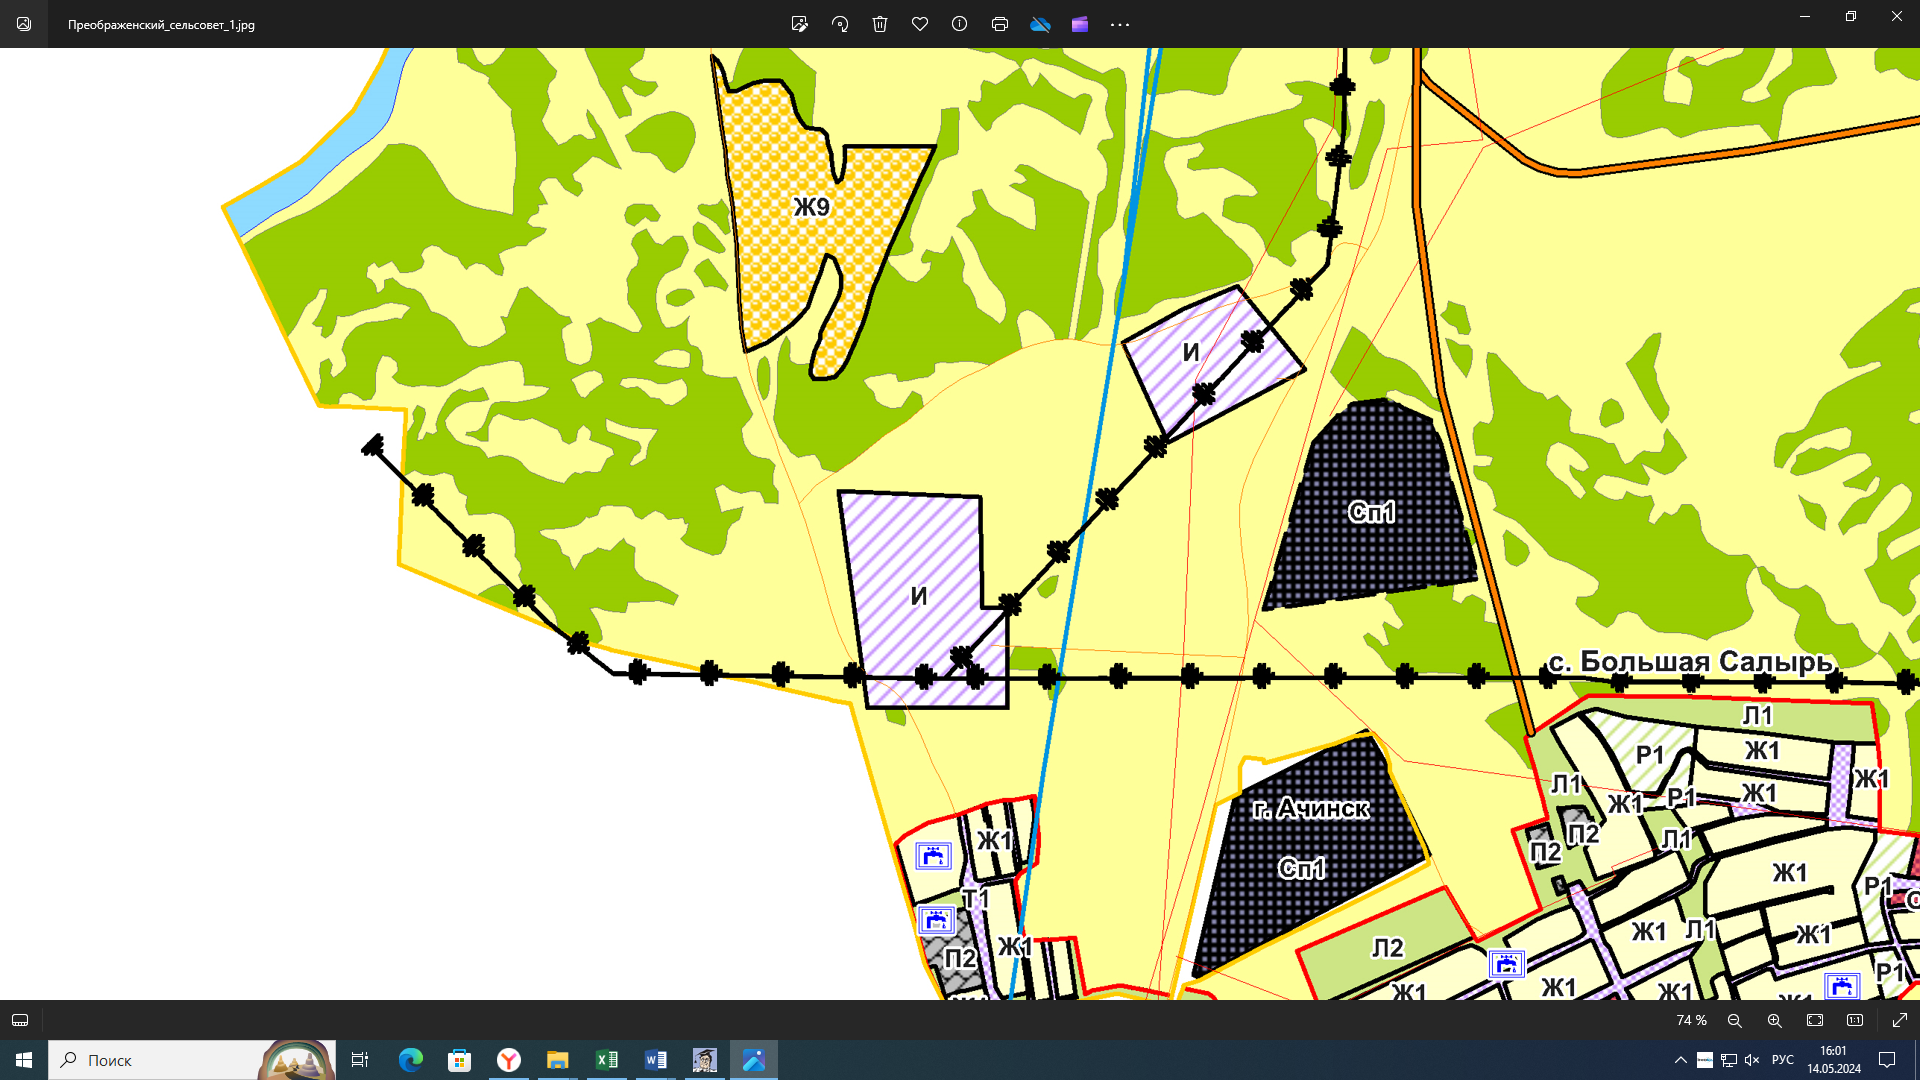 Преображенский_сельсовет_1.jpg
Ж9
И
Сп1
И
с. Большая Салырь
Л1
Р1
Ж1
Л1
Ж1
Ж1
Р1
Ж1
г. Ачинск
П2
Л1
Ж1
П2
Сп1
Ж1
Р1
Т1
Ж1
Л1
Ж1
Ж1
Л2
П2
Р1
Ж1
Ж1
Ж1
74 %
1:1
Поиск
РУС
16:01
14.05.2024